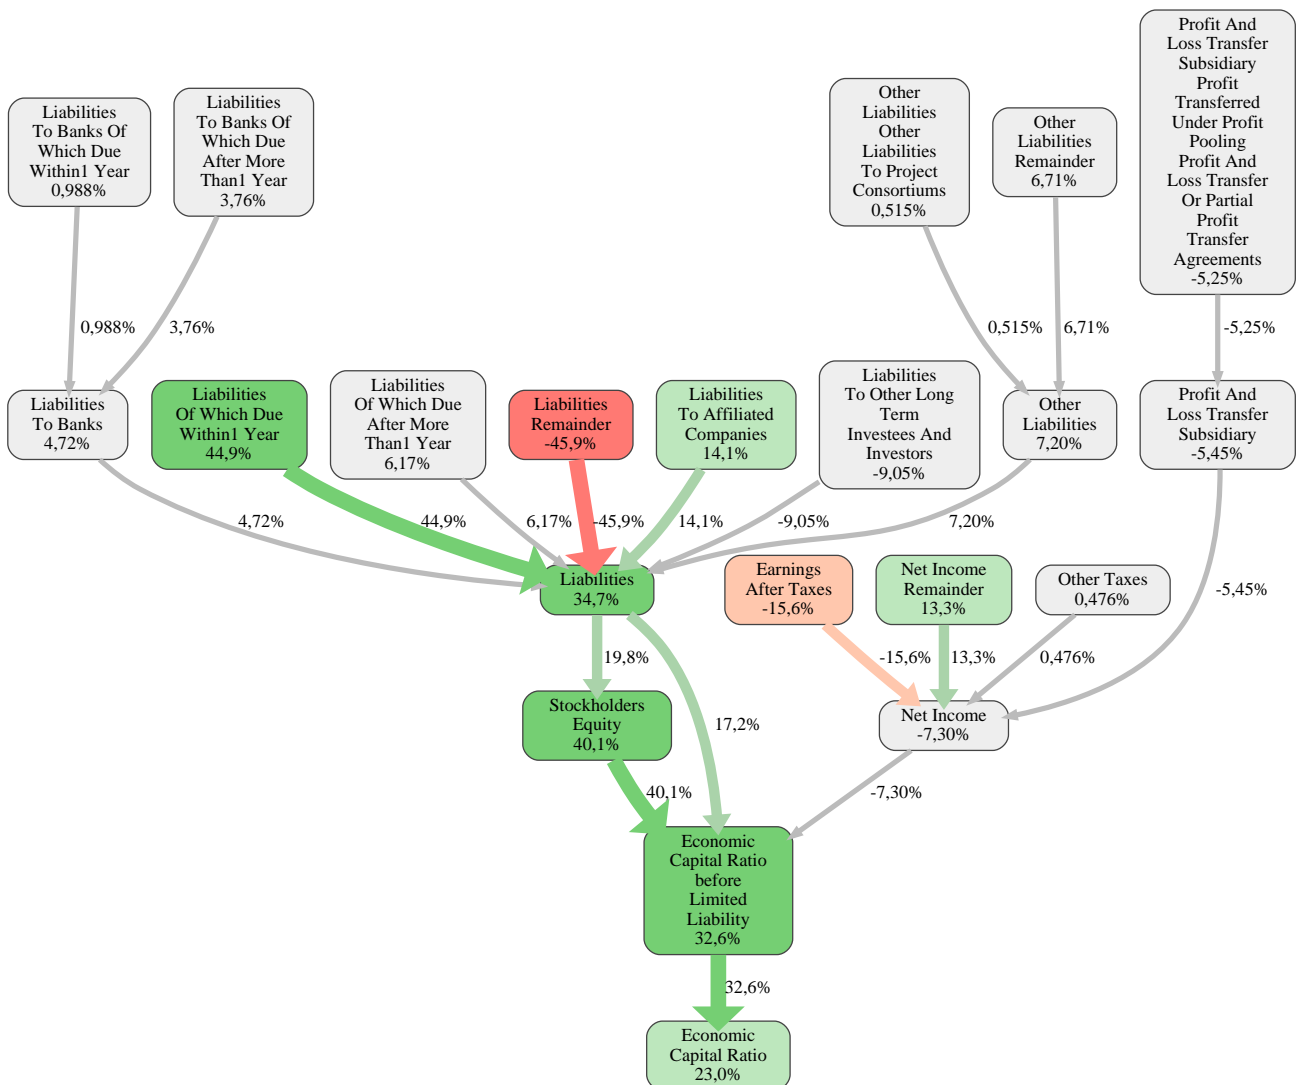 Profit And
Loss Transfer
Subsidiary
Profit
Transferred
Under Profit
Pooling
Profit And
Loss Transfer
Or Partial
Profit
Transfer
Agreements
-5,25%
Liabilities
To Banks Of
Which Due
Within1 Year
0,988%
Liabilities
To Banks Of
Which Due
After More
Than1 Year
3,76%
Other
Liabilities
Other
Liabilities
To Project
Consortiums
0,515%
Other
Liabilities
Remainder
6,71%
0,988%
3,76%
0,515%
6,71%
-5,25%
Liabilities
To Banks
4,72%
Liabilities
Of Which Due
Within1 Year
44,9%
Liabilities
Of Which Due
After More
Than1 Year
6,17%
Liabilities
Remainder
-45,9%
Liabilities
To Affiliated
Companies
14,1%
Liabilities
To Other Long
Term
Investees And
Investors
-9,05%
Other
Liabilities
7,20%
Profit And
Loss Transfer
Subsidiary
-5,45%
4,72%
44,9%
6,17%
-45,9%
14,1%
-9,05%
7,20%
Liabilities
34,7%
Earnings
After Taxes
-15,6%
Net Income
Remainder
13,3%
Other Taxes
0,476%
-5,45%
19,8%
-15,6%
13,3%
0,476%
Stockholders
Equity
40,1%
17,2%
Net Income
-7,30%
40,1%
-7,30%
Economic
Capital Ratio
before
Limited
Liability
32,6%
32,6%
Economic
Capital Ratio
23,0%